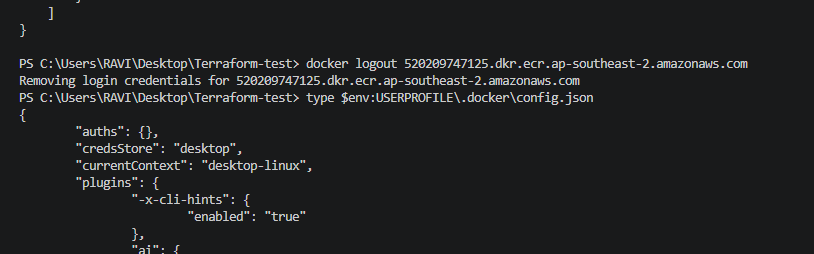 ]
}
PS C:\Users\RAVI\Desktop\Terraform-test> docker logout 520209747125.dkr.ecr.ap-southeast-2.amazonaws.com
Removing login credentials for 520209747125.dkr.ecr.ap-southeast-2.amazonaws.com
PS C:\Users\RAVI\Desktop\Terraform-test> type $env:USERPROFILE\.docker\config.json
{
"auths": {},
"credsStore": "desktop",
"currentContext": "desktop-linux",
"plugins": {
"-x-cli-hints": {
"enabled": "true"
},
"ai": {